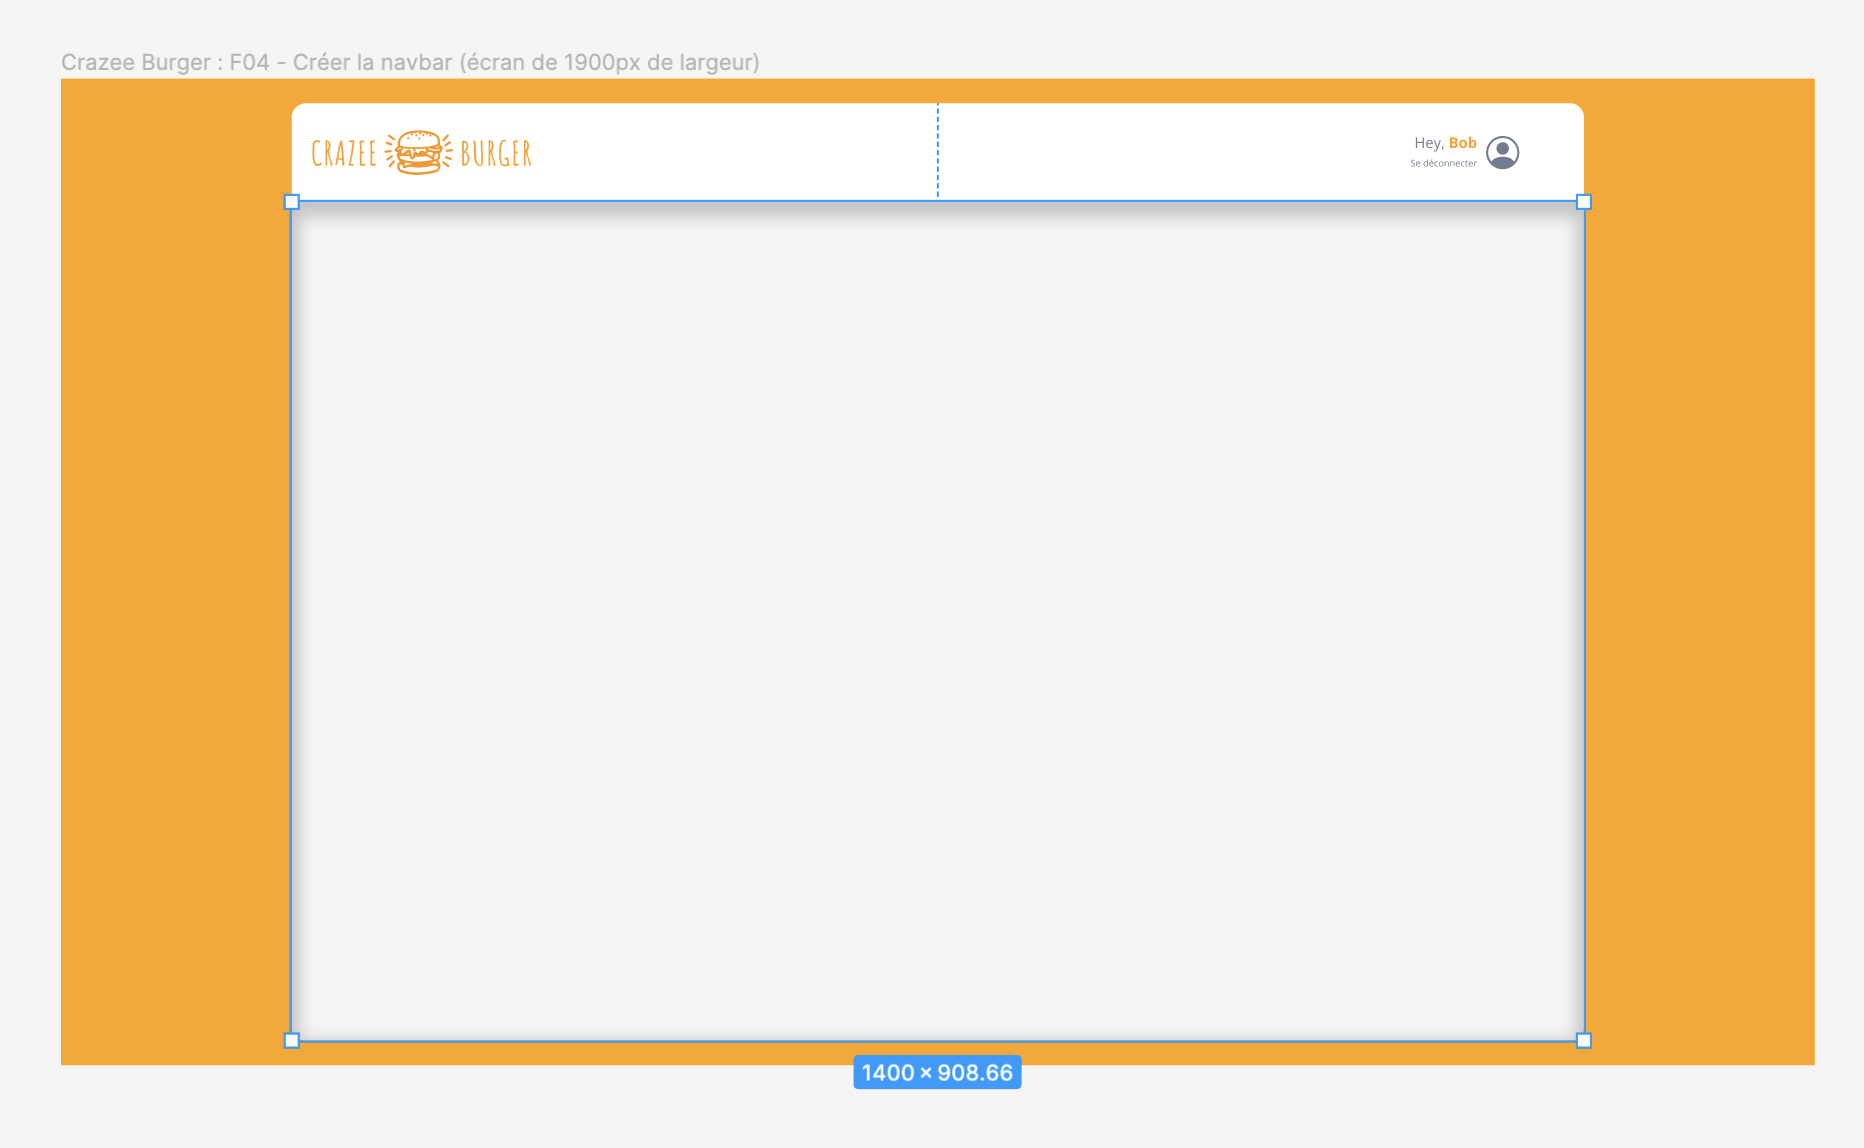 Crazee Burger : F04 - Créer la navbar (écran de 1900px de largeur)
CRAZEE BURGER
Hey, Bob
Se déconnecter
1400 × 908.66